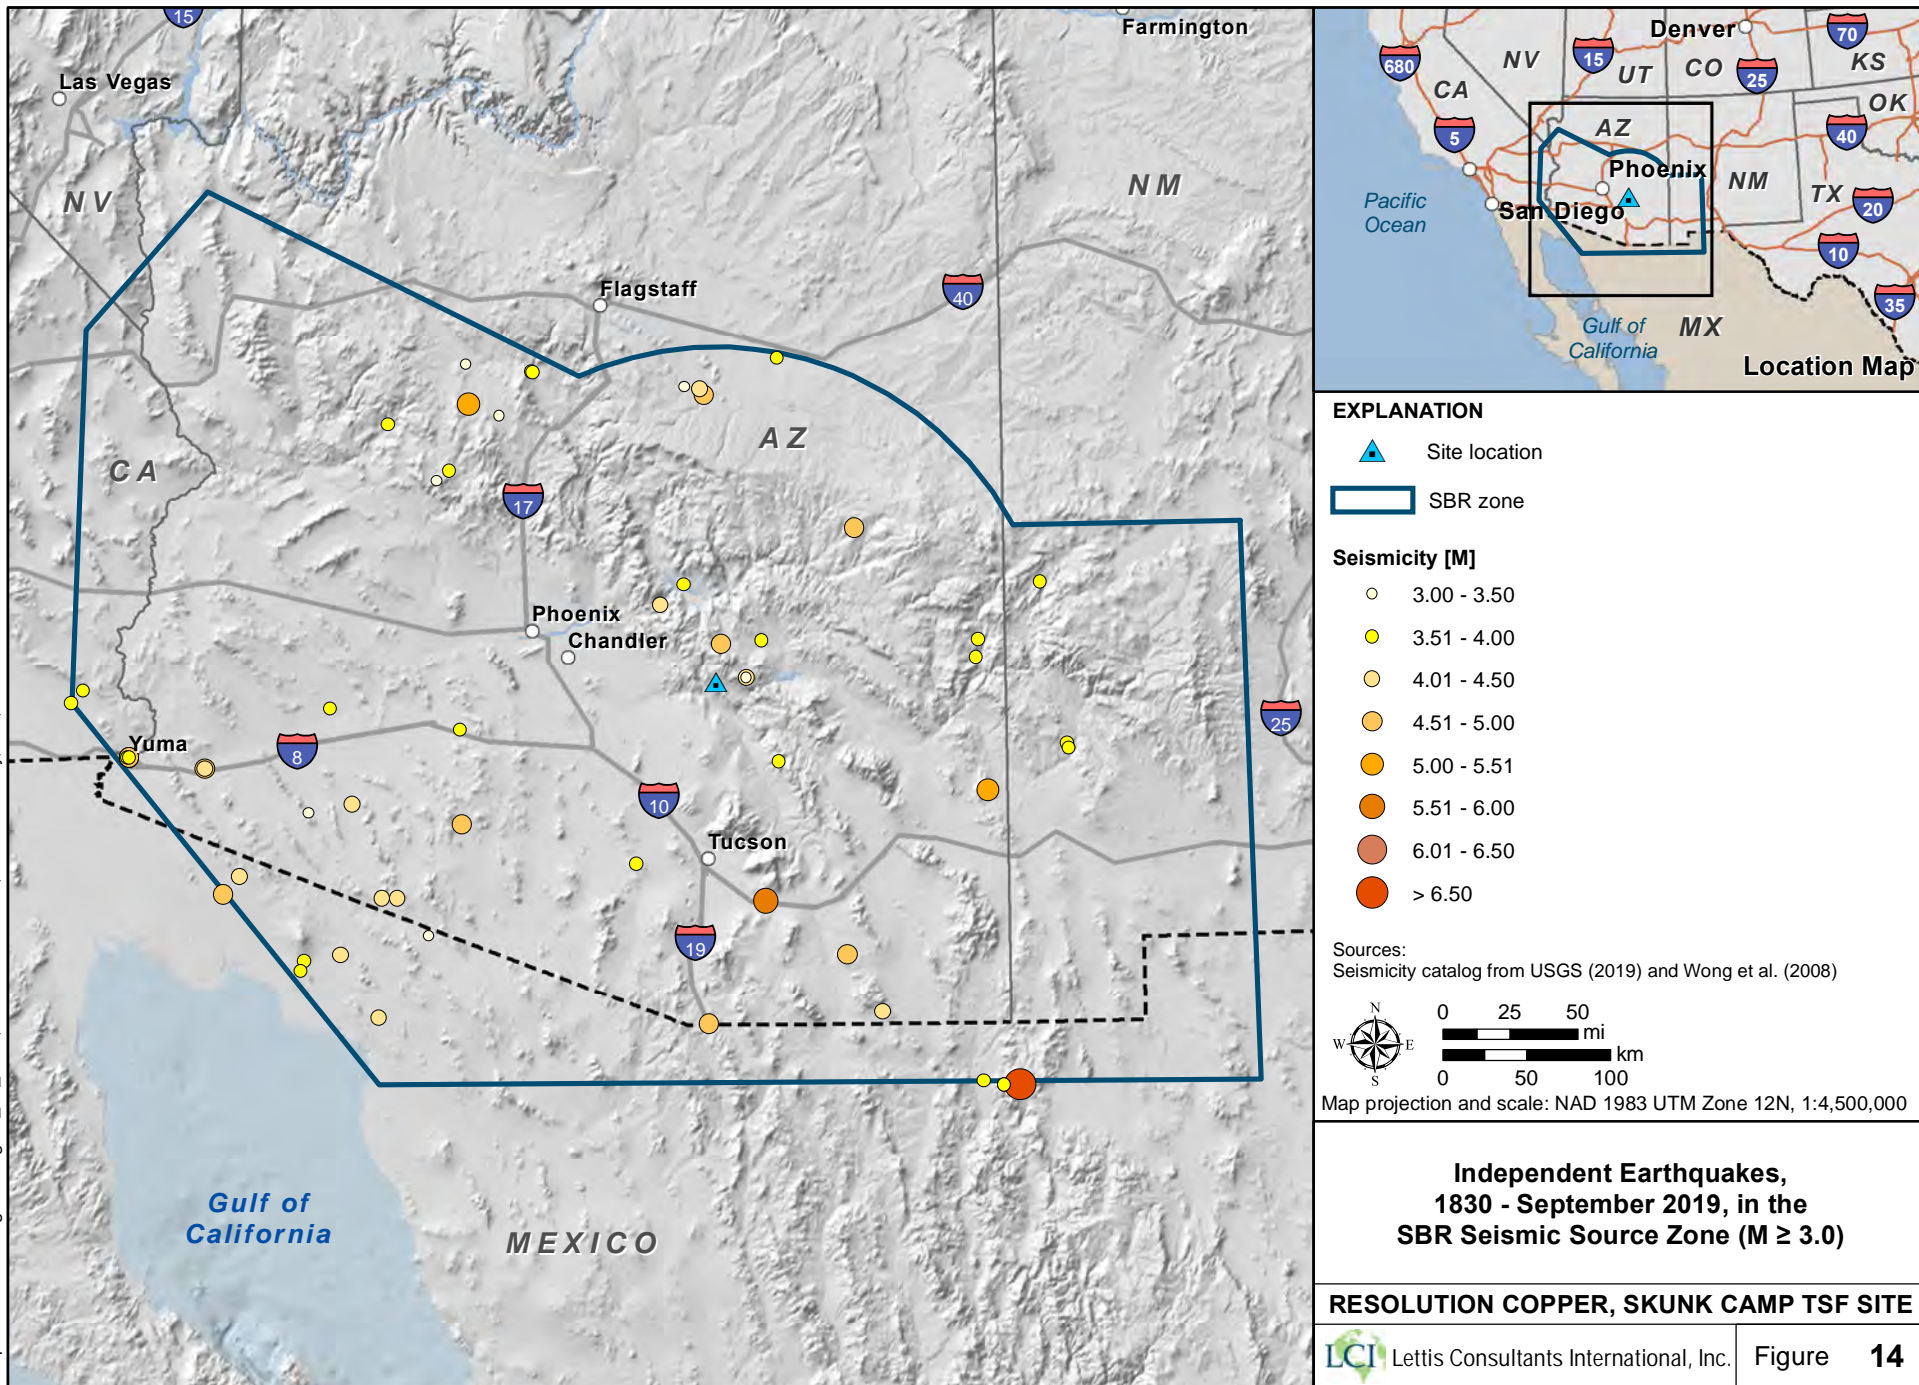 15
Farmington
Las Vegas
NV
NM
Flagstaff
40
AZ
CA
17
Phoenix
Chandler
25
Yuma
8
10
Tucson
19
Gulf of
California
MEXICO
Denver
70
680
NV
15
UT
CO
25
KS
CA
OK
5
AZ
40
Phoenix
NM
TX
20
Pacific
Ocean
San Diego
10
35
Gulf of
California
MX
Location Map
EXPLANATION
Site location
SBR zone
Seismicity [M]
3.00 - 3.50
3.51 - 4.00
4.01 - 4.50
4.51 - 5.00
5.00 - 5.51
5.51 - 6.00
6.01 - 6.50
> 6.50
Sources:
Seismicity catalog from USGS (2019) and Wong et al. (2008)
N
W E
S
0 25 50
mi
km
0 50 100
Map projection and scale: NAD 1983 UTM Zone 12N, 1:4,500,000
Independent Earthquakes,
1830 - September 2019, in the
SBR Seismic Source Zone (M ≥ 3.0)
RESOLUTION COPPER, SKUNK CAMP TSF SITE
LCI Lettis Consultants International, Inc.
Figure 14